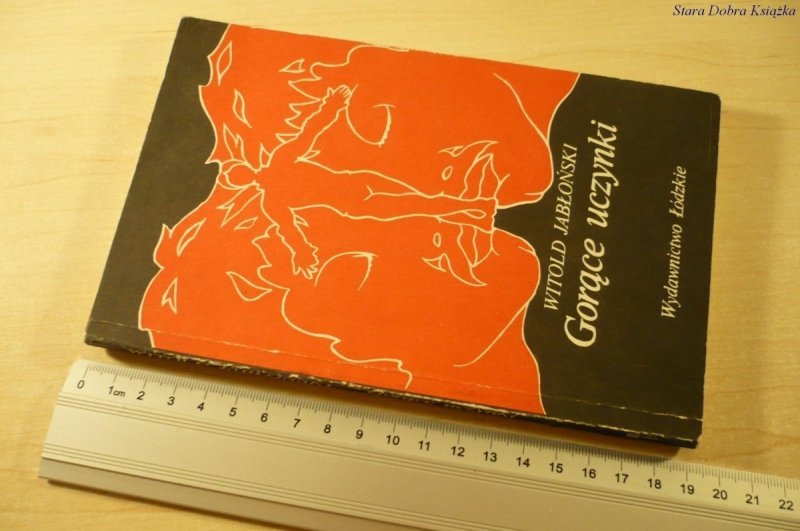 Stara Dobra Książka
WITOLD JABŁOŃSKI
Gorące uczynki
Wydawnictwo Łódzkie
0 1cm 2 3 4 5 6 7 8 9 10 11 12 13 14 15 16 17 18 19 20 21 22